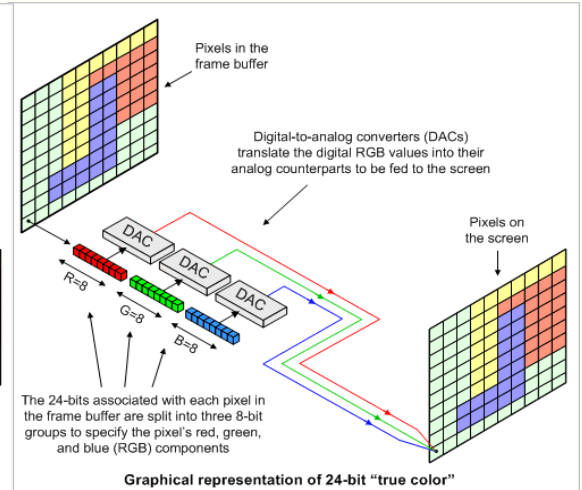 Pixels in the
frame buffer
Digital-to-analog converters (DACs)
translate the digital RGB values into their
analog counterparts to be fed to the screen
Pixels on
the screen
DAC
DAC
DAC
R=8
G=8
B=8
The 24-bits associated with each pixel in
the frame buffer are split into three 8-bit
groups to specify the pixel's red, green,
and blue (RGB) components
Graphical representation of 24-bit “true color”